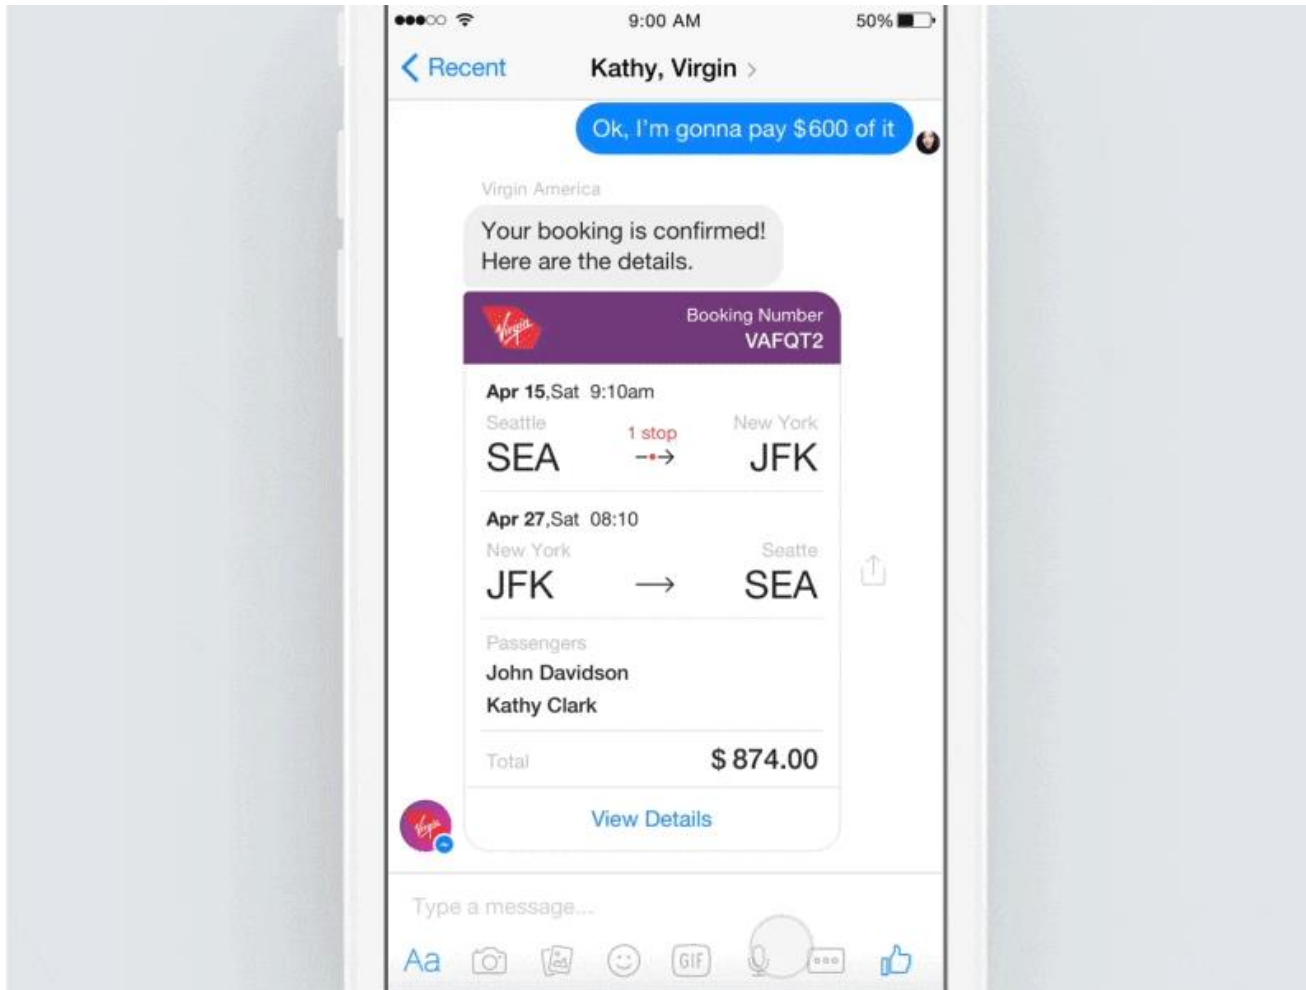 9:00 AM
50%
Recent
Kathy, Virgin
Ok, I'm gonna pay $600 of it
Virgin America
Your booking is confirmed!
Here are the details.
Virgin
Booking Number
VAFQT2
Apr 15,Sat 9:10am
Seattle
1 stop
New York
SEA
JFK
Apr 27,Sat 08:10
New York
Seatte
JFK
SEA
Passengers
John Davidson
Kathy Clark
Total
$ 874.00
Virgin
View Details
Type a message...
Aa
GIF